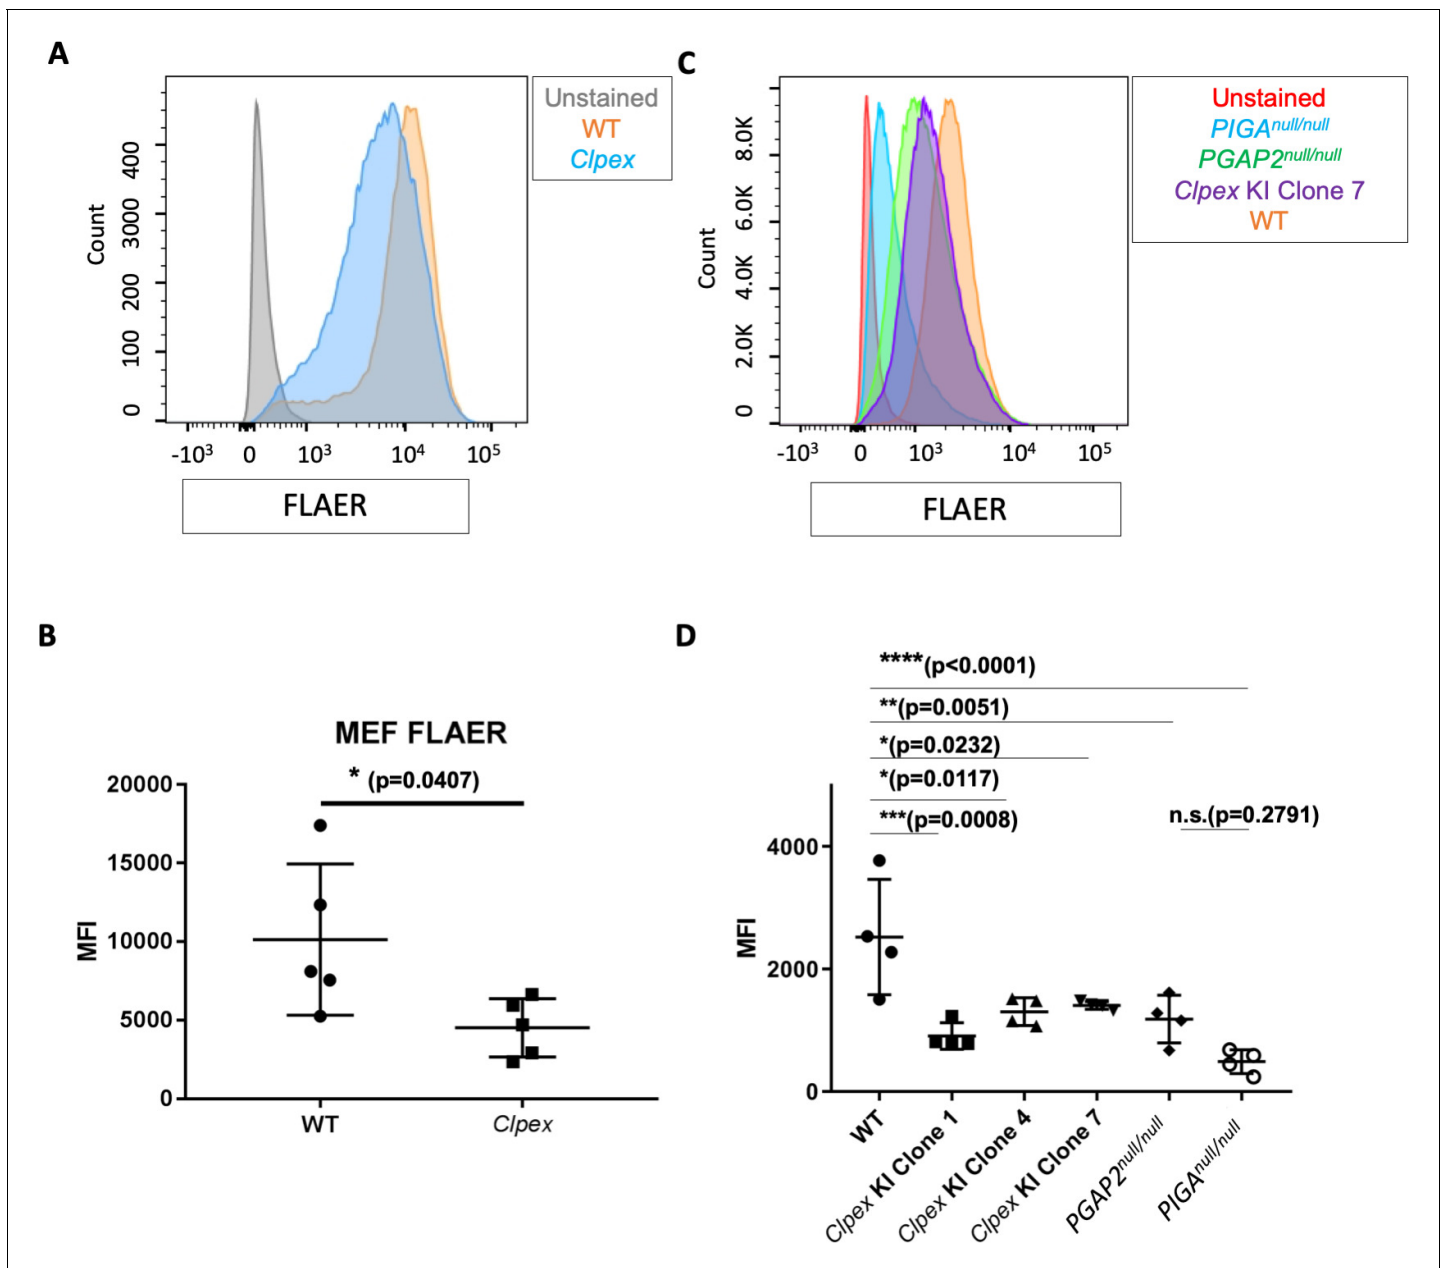 A
Unstained
WT
Clpex
Count
400
3000
200
100
0
-10³
0
10³
10⁴
10⁵
FLAER
C
Unstained
PIGAnull/null
PGAP2null/null
Clpex KI Clone 7
WT
Count
8.0K
6.0K
4.0K
2.0K
0
-10³
0
10³
10⁴
10⁵
FLAER
B
MEF FLAER
* (p=0.0407)
MFI
20000
15000
10000
5000
0
WT
Clpex
D
****(p<0.0001)
**(p=0.0051)
*(p=0.0232)
*(p=0.0117)
***(p=0.0008)
n.s.(p=0.2791)
MFI
4000
2000
0
WT
Clpex KI Clone 1
Clpex KI Clone 4
Clpex KI Clone 7
PGAP2null/null
PIGAnull/null